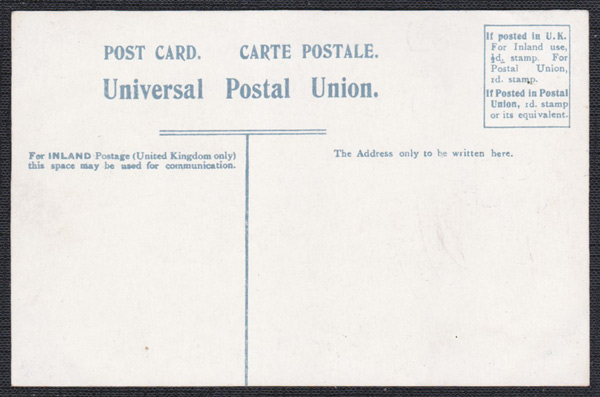 POST CARD. CARTE POSTALE.
Universal Postal Union.
If posted in U.K.
For Inland use,
½d. stamp. For
Postal Union,
1d. stamp.
If Posted in Postal
Union, 1d. stamp
or its equivalent.
For INLAND Postage (United Kingdom only)
this space may be used for communication.
The Address only to be written here.